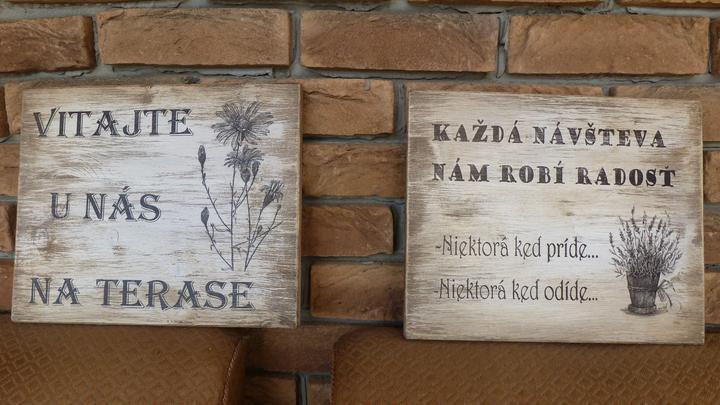 VITAJTE
U NÁS
NA TERASE
KAŽDÁ NÁVŠTEVA
NÁM ROBÍ RADOSŤ
-Niektorá keď príde...
-Niektorá keď odíde...